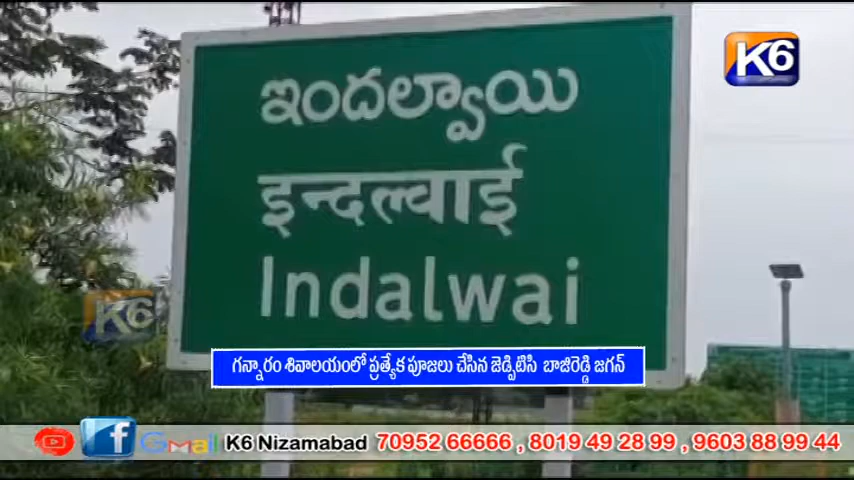 K6
ఇందల్వాయి
इन्दल्वाई
Indalwai
K6
గన్నారం శివాలయంలో ప్రత్యేక పూజలు చేసిన జెడ్పిటిసి బాజిరెడ్డి జగన్
f Gmail K6 Nizamabad 70952 66666 , 8019 49 28 99 , 9603 88 99 44